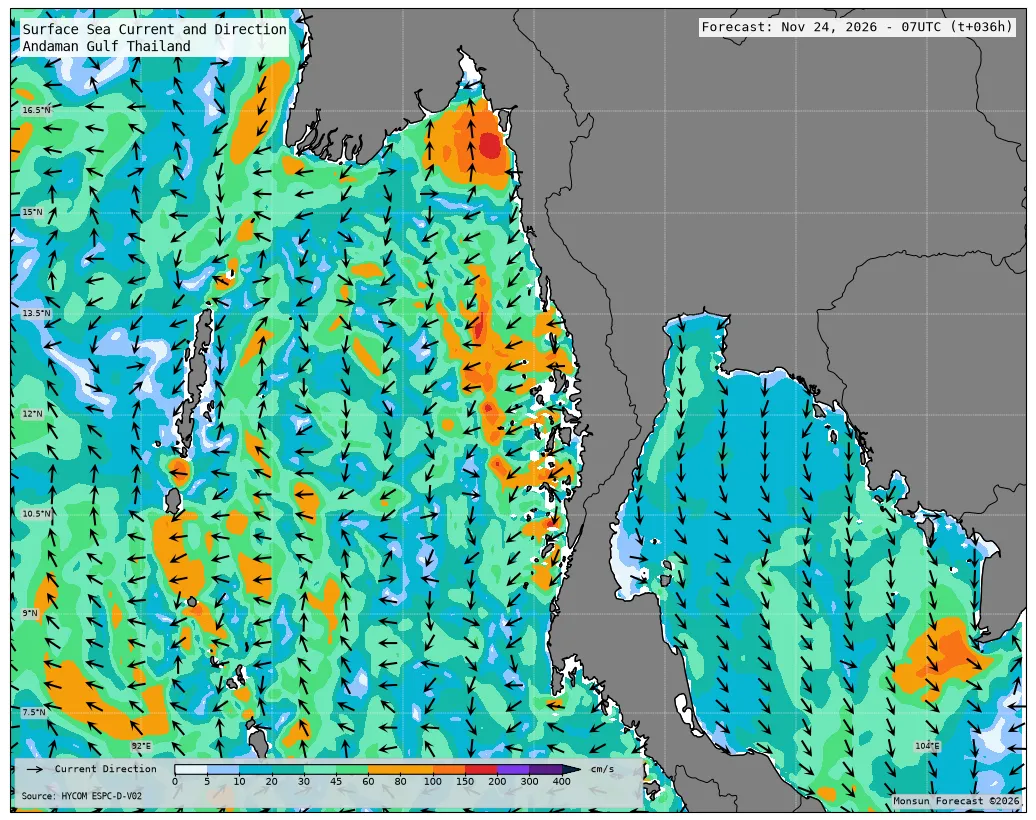 Surface Sea Current and Direction
Andaman Gulf Thailand
Forecast: Nov 24, 2026 - 07UTC (t+036h)
16.5°N
15°N
13.5°N
12°N
10.5°N
9°N
7.5°N
92°E
104°E
Current Direction
0 5 10 20 30 45 60 80 100 150 200 300 400 cm/s
Source: HYCOM ESPC-D-V02
Monsun Forecast ©2026